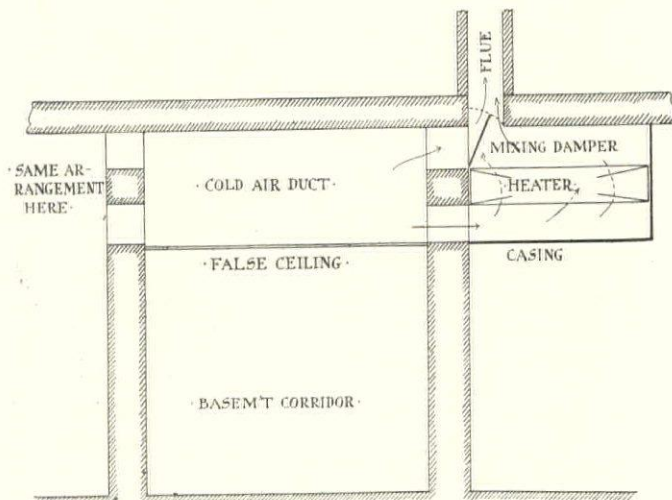 FLUE
MIXING DAMPER
· SAME AR-
RANGEMENT
HERE ·
· COLD AIR DUCT ·
HEATER
· FALSE CEILING ·
CASING
· BASEM'T CORRIDOR ·